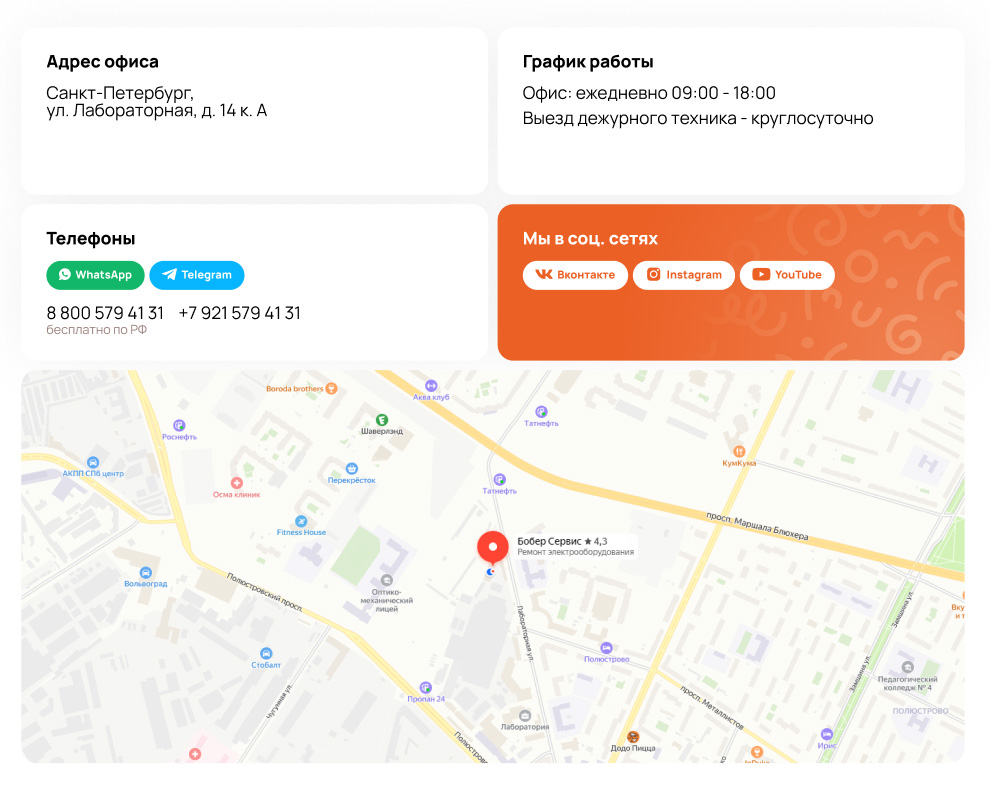 Адрес офиса
Санкт-Петербург,
ул. Лабораторная, д. 14 к. А
График работы
Офис: ежедневно 09:00 - 18:00
Выезд дежурного техника - круглосуточно
Телефоны
WhatsApp
Telegram
8 800 579 41 31
+7 921 579 41 31
бесплатно по РФ
Мы в соц. сетях
Вконтакте
Instagram
YouTube
Boroda brothers
Аква клуб
Татнефть
Роснефть
Шаверлэнд
КумКума
АКПП СПб центр
Перекрёсток
Осма клиник
Татнефть
просп. Маршала Блюхера
Fitness House
Бобер Сервис ★ 4,3
Ремонт электрооборудования
Вольвоград
Полюстровский просп.
Оптико-
механический
лицей
Лабораторная ул.
Замшина ул.
Вку
и т
Стобалт
Полюстрово
Замшина ул.
Педагогический
колледж № 4
Чугунная ул.
Пропан 24
просп. Металлистов
ПОЛЮСТРОВО
Лаборатория
Полюстро
Додо Пицца
Ирис